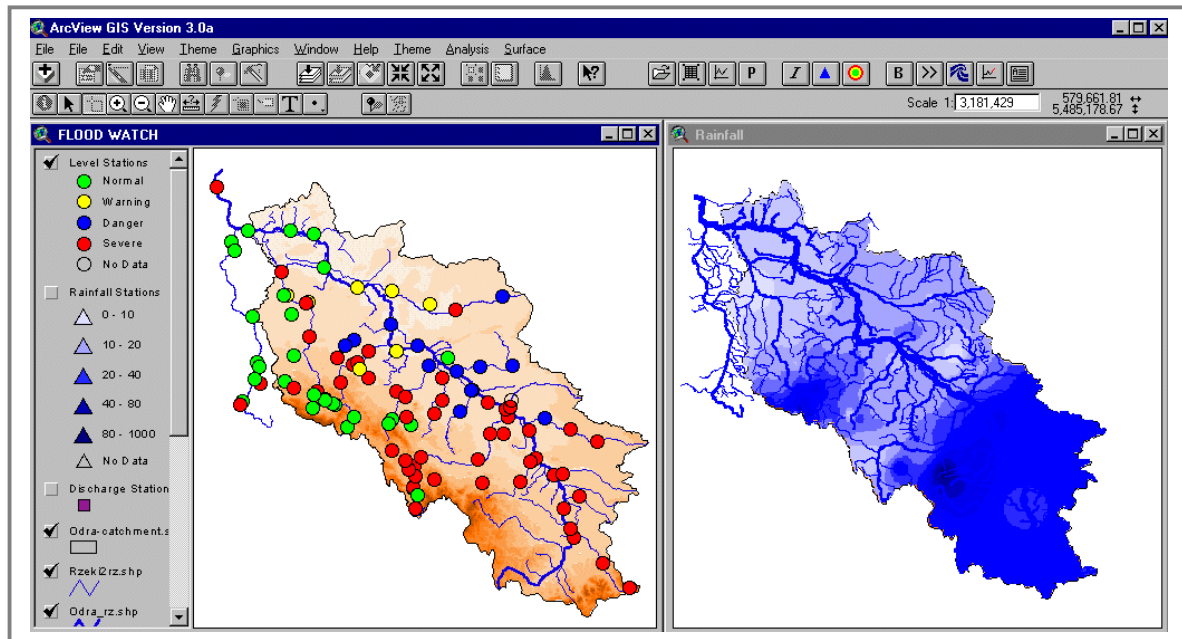 ArcView GIS Version 3.0a
File File Edit View Theme Graphics Window Help Theme Analysis Surface
P I B >>
T
Scale 1: 3,181,429
579,661.81
5,485,178.67
FLOOD WATCH
Level Stations
Normal
Warning
Danger
Severe
No Data
Rainfall Stations
0 - 10
10 - 20
20 - 40
40 - 80
80 - 1000
No Data
Discharge Station
Odra-catchment.s
Rzeki2rz.shp
Odra_rz.shp
Rainfall